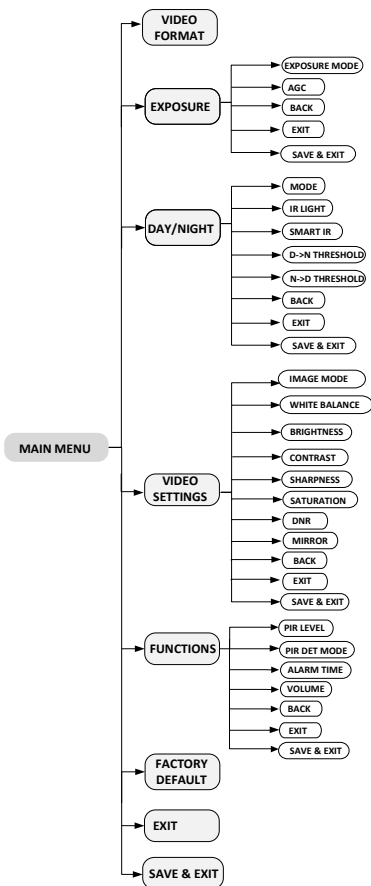 MAIN MENU
VIDEO
FORMAT
EXPOSURE
EXPOSURE MODE
AGC
BACK
EXIT
SAVE & EXIT
DAY/NIGHT
MODE
IR LIGHT
SMART IR
D->N THRESHOLD
N->D THRESHOLD
BACK
EXIT
SAVE & EXIT
VIDEO
SETTINGS
IMAGE MODE
WHITE BALANCE
BRIGHTNESS
CONTRAST
SHARPNESS
SATURATION
DNR
MIRROR
BACK
EXIT
SAVE & EXIT
FUNCTIONS
PIR LEVEL
PIR DET MODE
ALARM TIME
VOLUME
BACK
EXIT
SAVE & EXIT
FACTORY
DEFAULT
EXIT
SAVE & EXIT